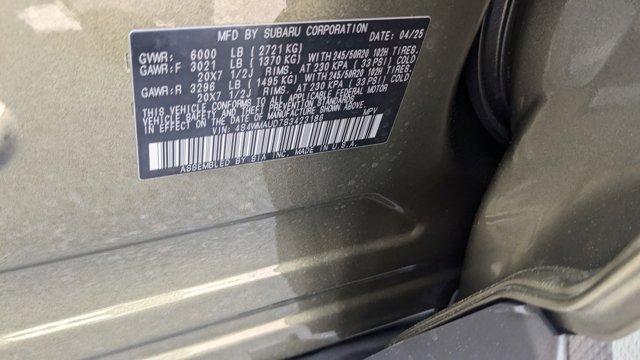 MFD BY SUBARU CORPORATION DATE: 04/25
GVWR: 6000 LB (2721 KG)
GAWR:F 3021 LB (1370 KG) WITH 245/50R20 102H TIRES,
20X7 1/2J RIMS, AT 230 KPA (33 PSI) COLD
GAWR:R 3296 LB (1495 KG) WITH 245/50R20 102H TIRES,
20X7 1/2J RIMS, AT 230 KPA (33 PSI) COLD
THIS VEHICLE CONFORMS TO ALL APPLICABLE FEDERAL MOTOR
VEHICLE SAFETY AND THEFT PREVENTION STANDARDS
IN EFFECT ON THE DATE OF MANUFACTURE SHOWN ABOVE.
VIN: MPV
ASSEMBLED BY SIA INC. MADE IN U.S.A.